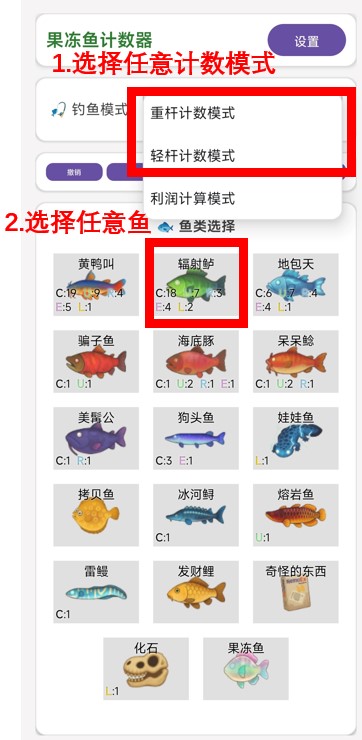 果冻鱼计数器
设置
1.选择任意计数模式
钓鱼模式
重杆计数模式
轻杆计数模式
撤销
利润计算模式
2.选择任意鱼
鱼类选择
黄鸭叫 辐射鲈 地包天
C:19 :9 R:4 C:18 :7 :3 C:6 :7 :4
E:5 L:1 E:4 L:2 E:4 L:1
骗子鱼 海底豚 呆呆鲶
C:1 U:1 C:1 U:2 R:1 E:1 C:1 U:2 R:1
美髯公 狗头鱼 娃娃鱼
C:1 R:1 C:3 E:1 L:1
拷贝鱼 冰河鲟 熔岩鱼
C:1 U:1
雷鳗 发财鲤 奇怪的东西
C:1
化石 果冻鱼
L:1